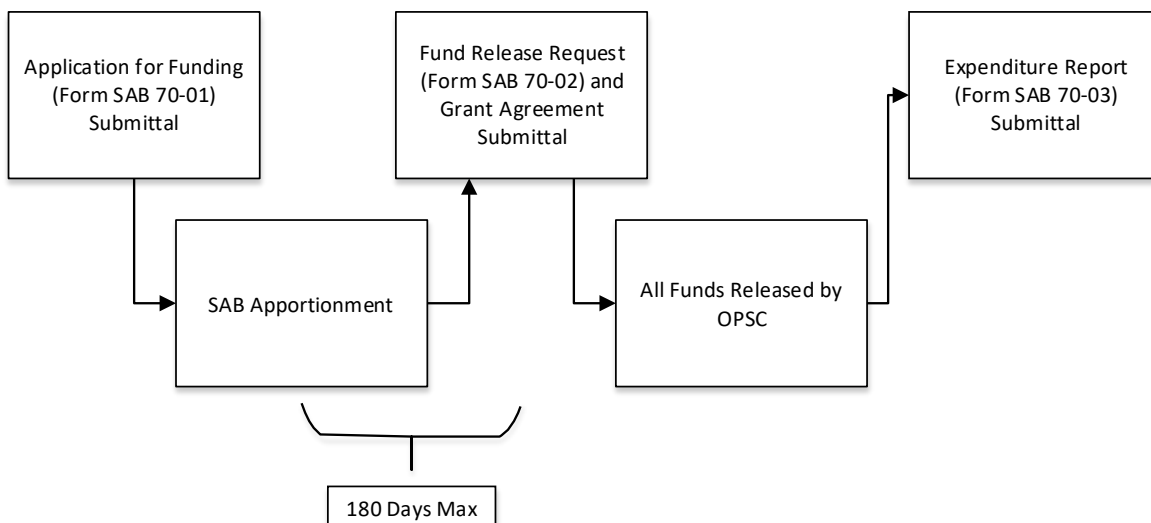 Application for Funding
(Form SAB 70-01)
Submittal
SAB Apportionment
Fund Release Request
(Form SAB 70-02) and
Grant Agreement
Submittal
All Funds Released by
OPSC
Expenditure Report
(Form SAB 70-03)
Submittal
180 Days Max